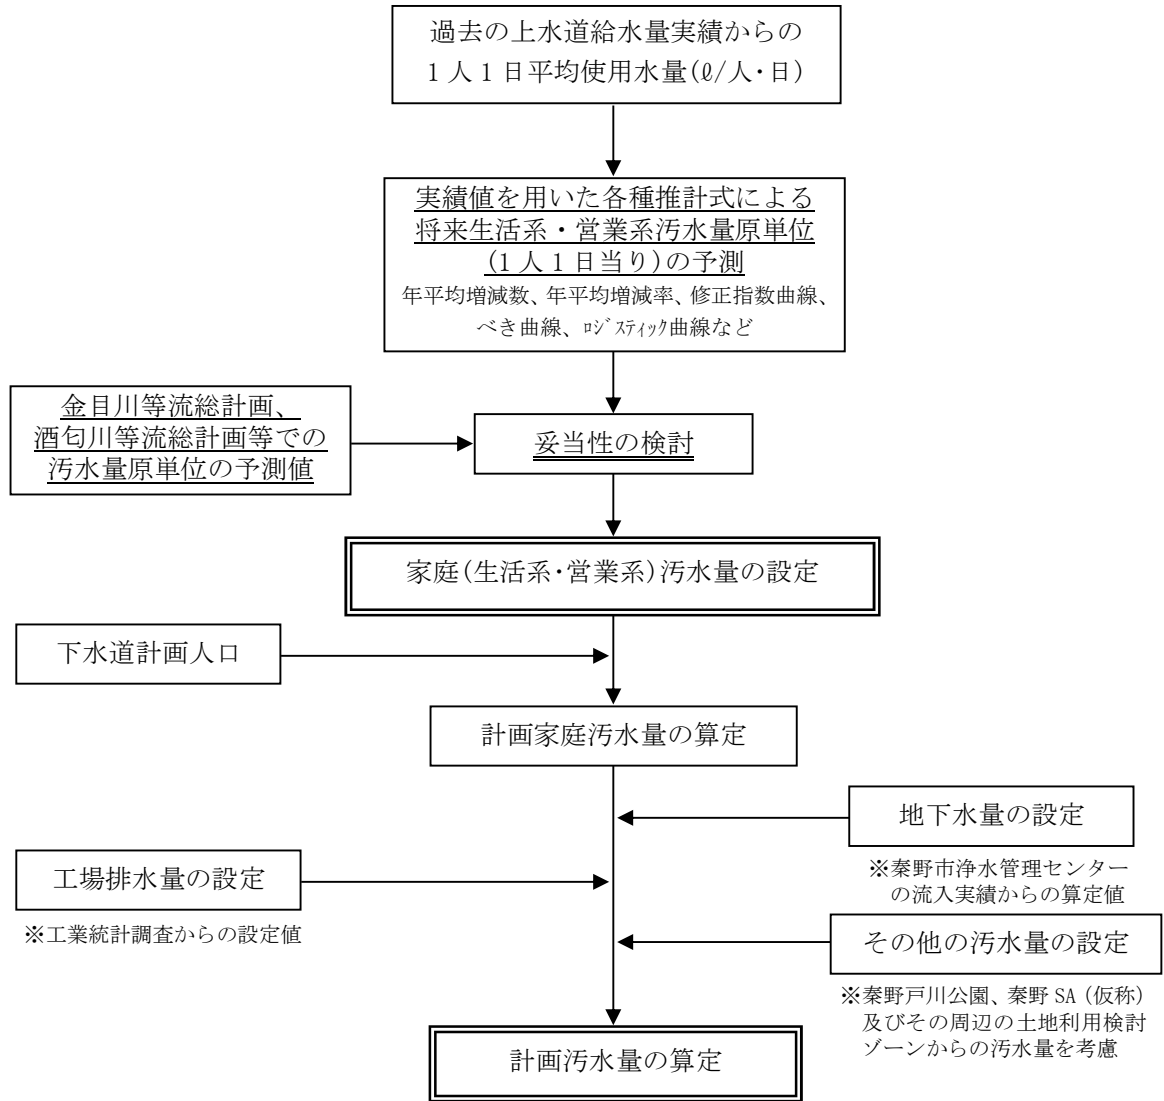 過去の上水道給水量実績からの
1人1日平均使用水量(ℓ/人・日)
実績値を用いた各種推計式による
将来生活系・営業系汚水量原単位
(1人1日当り)の予測
年平均増減数、年平均増減率、修正指数曲線、
べき曲線、ﾛｼﾞｽﾃｨｯｸ曲線など
金目川等流総計画、
酒匂川等流総計画等での
汚水量原単位の予測値
妥当性の検討
家庭(生活系・営業系)汚水量の設定
下水道計画人口
計画家庭汚水量の算定
地下水量の設定
※秦野市浄水管理センター
の流入実績からの算定値
工場排水量の設定
※工業統計調査からの設定値
その他の汚水量の設定
※秦野戸川公園、秦野 SA（仮称）
及びその周辺の土地利用検討
ゾーンからの汚水量を考慮
計画汚水量の算定